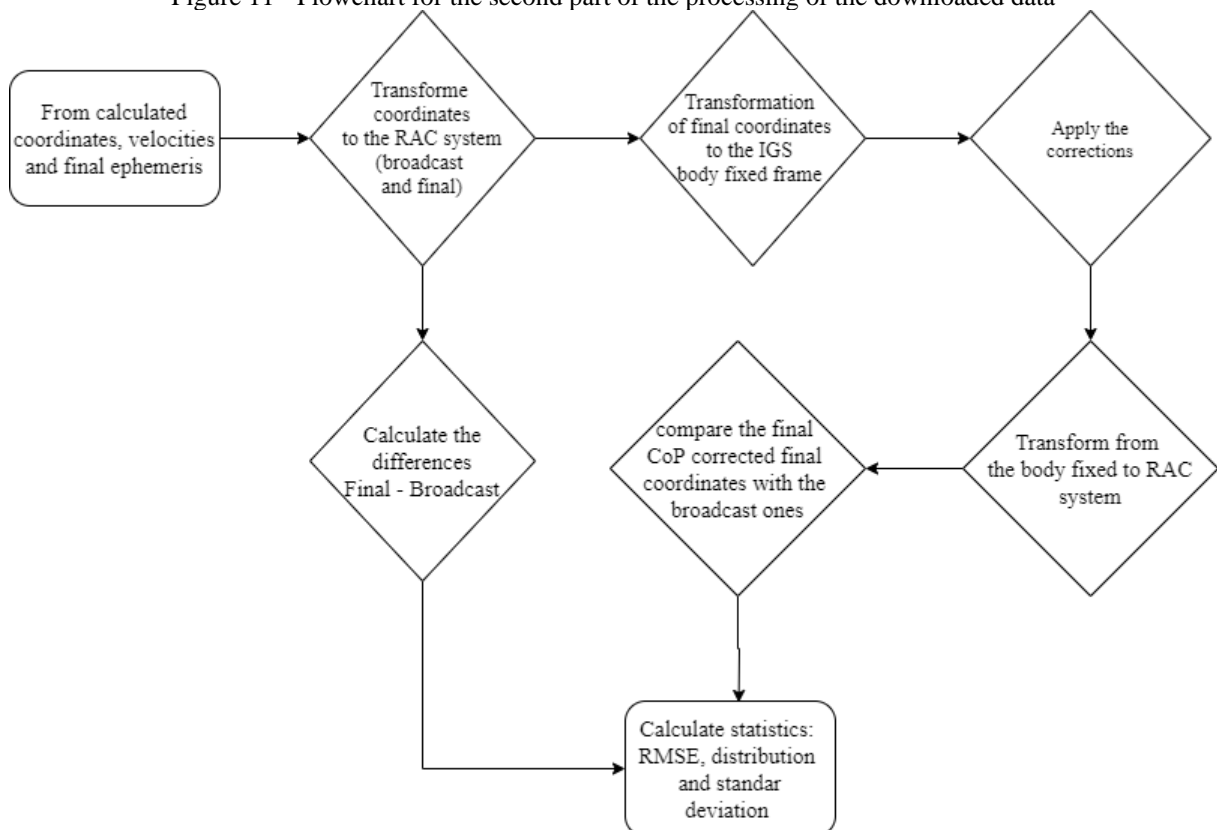 Figure 11 - Flowchart for the second part of the processing of the downloaded data
From calculated
coordinates, velocities
and final ephemeris
Transforme
coordinates
to the RAC system
(broadcast
and final)
Transformation
of final coordinates
to the IGS
body fixed frame
Apply the
corrections
Calculate the
differences
Final - Broadcast
compare the final
CoP corrected final
coordinates with the
broadcast ones
Transform from
the body fixed to RAC
system
Calculate statistics:
RMSE, distribution
and standar
deviation